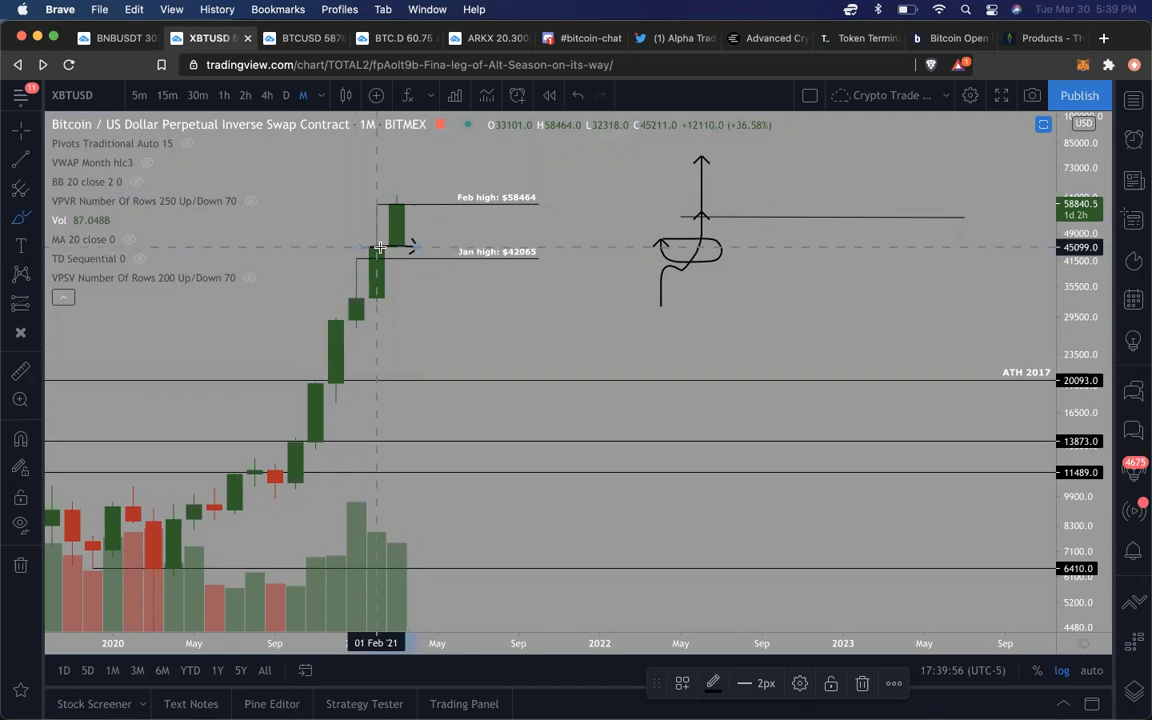 Brave File Edit View History Bookmarks Profiles Tab Window Help Tue Mar 30 5:39 PM
BNBUSDT 30 XBTUSD 5 BTCUSD 587 BTC.D 60.75 ARKX 20.300 #bitcoin-chat (1) Alpha Trad Advanced Cry Token Termin Bitcoin Open Products - Th
tradingview.com/chart/TOTAL2/fpAolt9b-Fina-leg-of-Alt-Season-on-its-way/ 1
11 XBTUSD 5m 15m 30m 1h 2h 4h D M Crypto Trade ... Publish
Bitcoin / US Dollar Perpetual Inverse Swap Contract · 1M · BITMEX O33101.0 H58464.0 L32318.0 C45211.0 +12110.0 (+36.58%)
USD
Pivots Traditional Auto 15
VWAP Month hlc3
BB 20 close 2 0
VPVR Number Of Rows 250 Up/Down 70
Vol 87.048B
MA 20 close 0
TD Sequential 0
VPSV Number Of Rows 200 Up/Down 70
Feb high: $58464
Jan high: $42065
ATH 2017
85000.0
73000.0
58840.5
1d 2h
49000.0
45099.0
41500.0
35500.0
29500.0
23500.0
20093.0
16500.0
13873.0
11489.0
9900.0
8300.0
7100.0
6410.0
5200.0
4480.0
4675
2020 May Sep 01 Feb '21 May Sep 2022 May Sep 2023 May Sep
1D 5D 1M 3M 6M YTD 1Y 5Y All 2px 17:39:56 (UTC-5) % log auto
Stock Screener Text Notes Pine Editor Strategy Tester Trading Panel